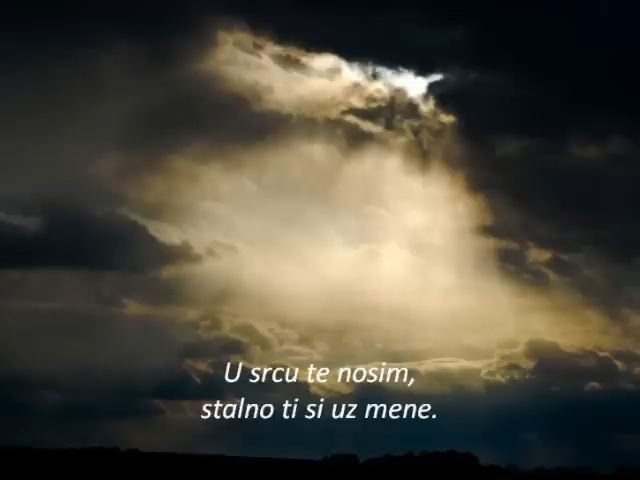 U srcu te nosim,
stalno ti si uz mene.